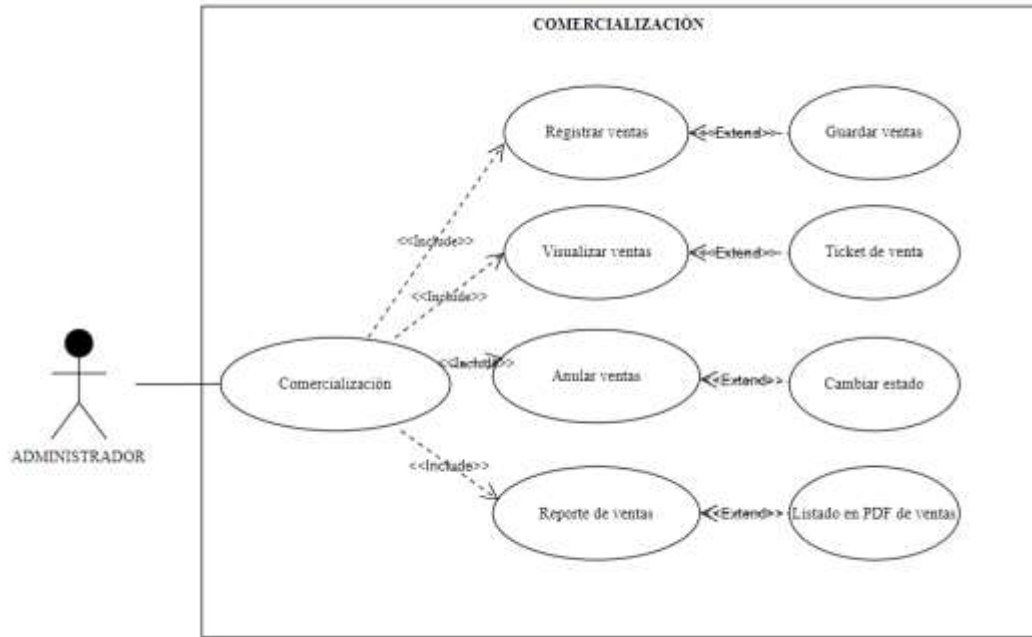 COMERCIALIZACIÓN
Registrar ventas
<<Extend>>
Guardar ventas
<<Include>>
Visualizar ventas
<<Extend>>
Ticket de venta
<<Include>>
Comercialización
<<Include>>
Anular ventas
<<Extend>>
Cambiar estado
ADMINISTRADOR
<<Include>>
Reporte de ventas
<<Extend>>
Listado en PDF de ventas